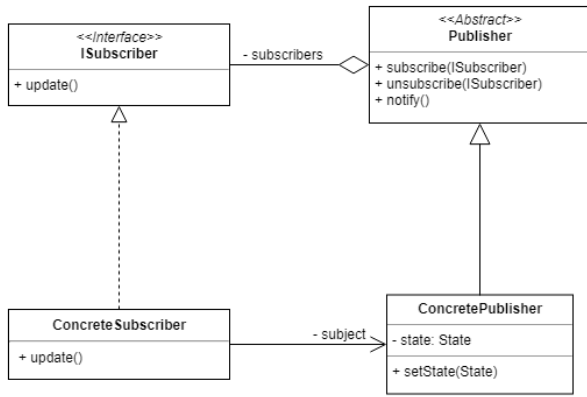 <<Interface>>
ISubscriber
+ update()
- subscribers
<<Abstract>>
Publisher
+ subscribe(ISubscriber)
+ unsubscribe(ISubscriber)
+ notify()
ConcreteSubscriber
+ update()
- subject
ConcretePublisher
- state: State
+ setState(State)